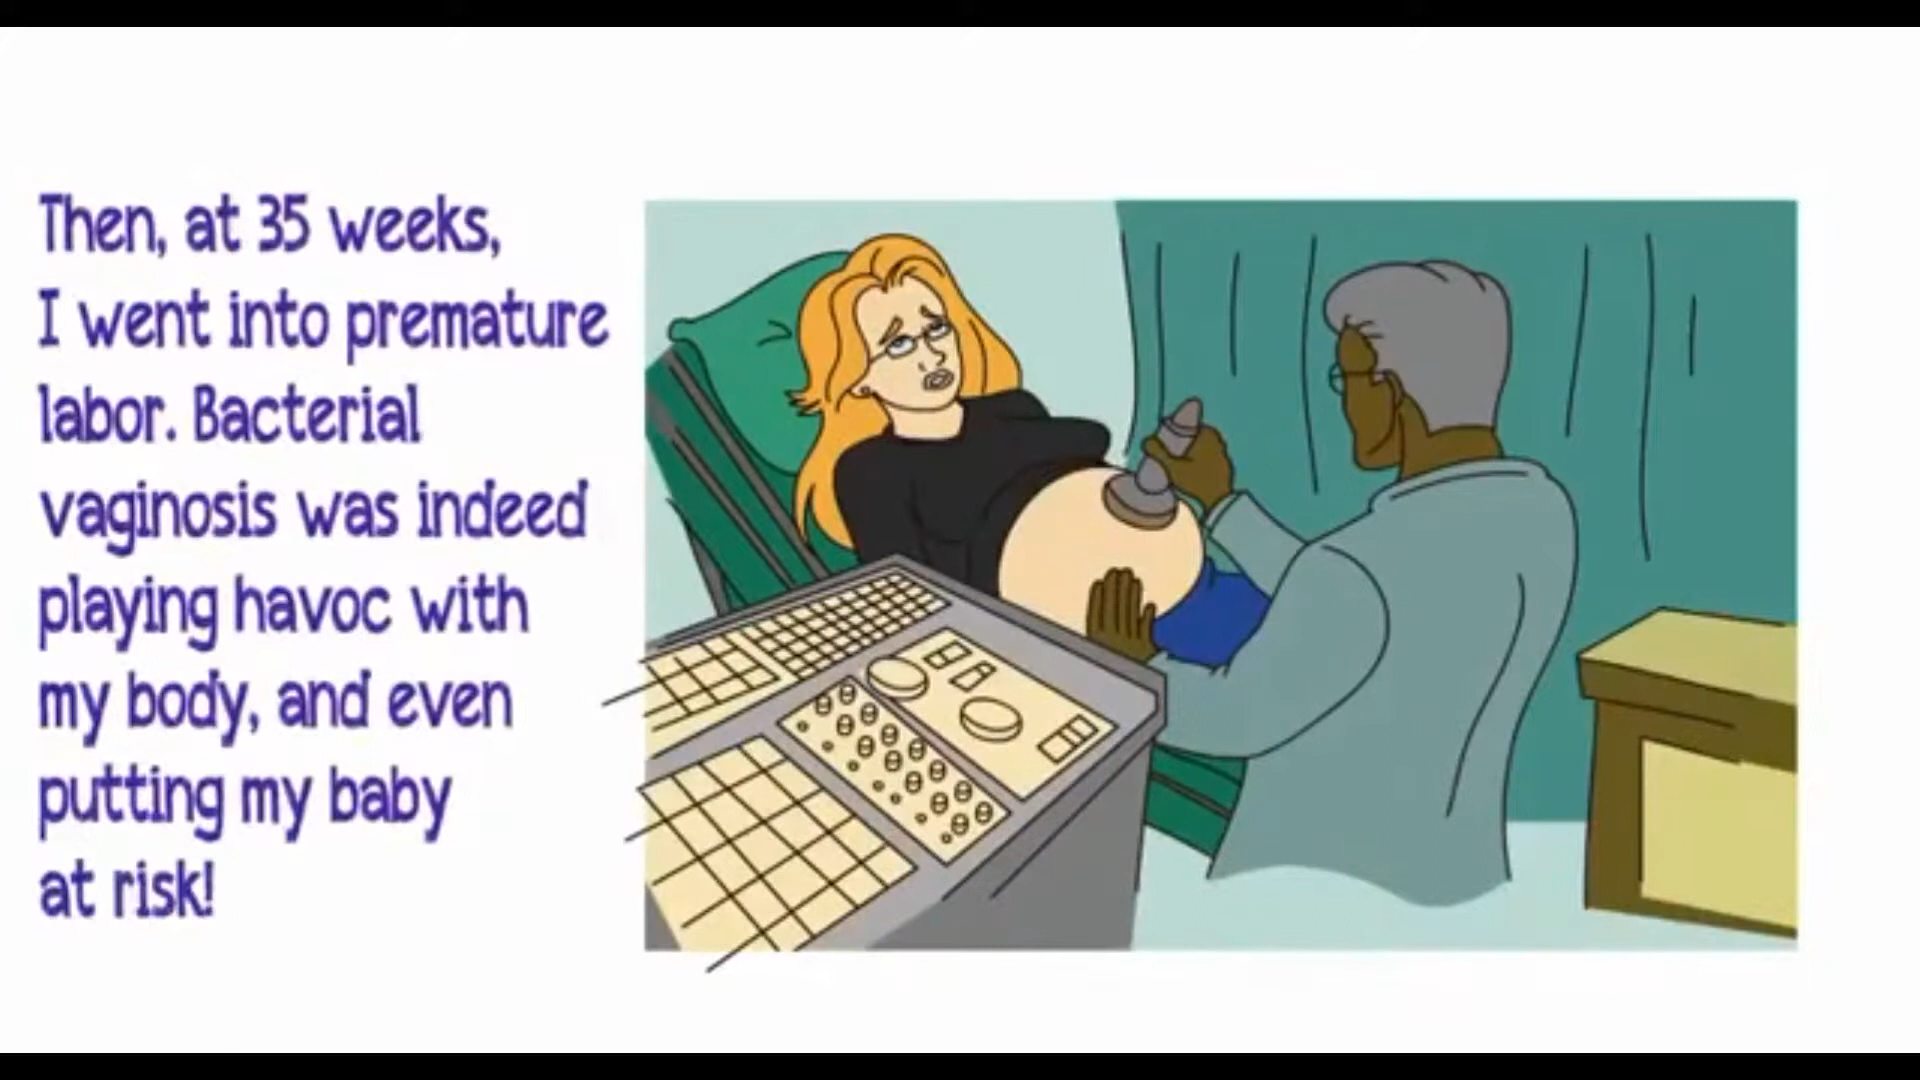 Then, at 35 weeks,
I went into premature
labor. Bacterial
vaginosis was indeed
playing havoc with
my body, and even
putting my baby
at risk!